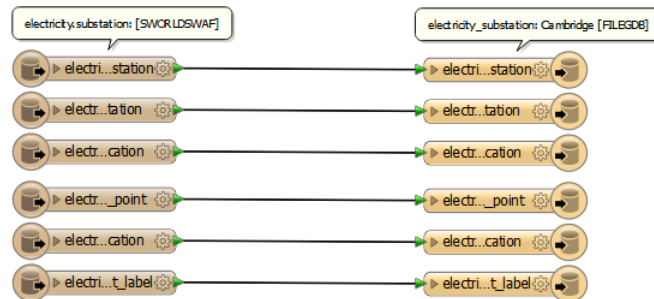 electricity.substation: [SWORLDSWAF]
electricity_substation: Cambridge [FILEGDB]
electri...station
electri...station
electr...tation
electr...tation
electr...cation
electr...cation
electr..._point
electr..._point
electr...cation
electr...cation
electri...t_label
electri...t_label